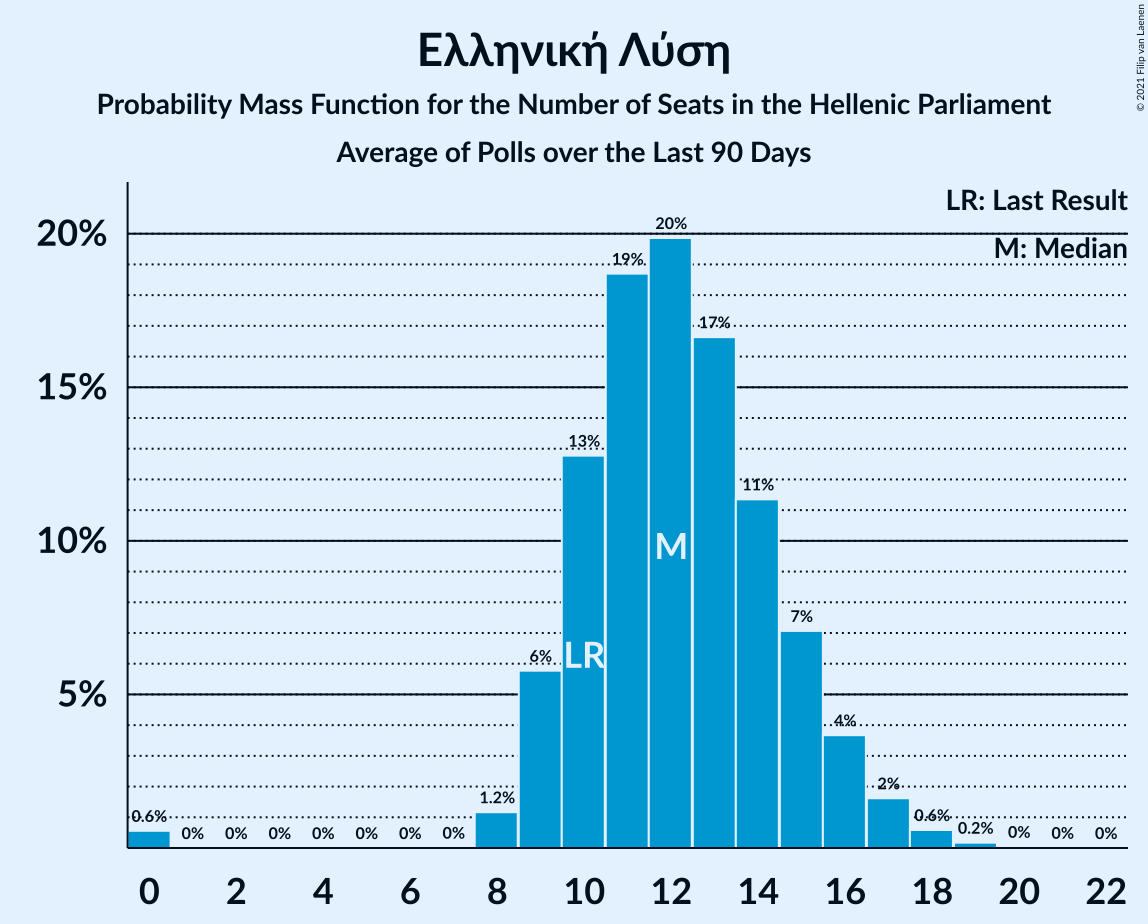 Ελληνική Λύση
Probability Mass Function for the Number of Seats in the Hellenic Parliament
Average of Polls over the Last 90 Days
© 2021 Filip van Laenen
LR: Last Result
M: Median
20%
15%
10%
5%
0.6% 0% 0% 0% 0% 0% 0% 0% 1.2% 6% 13% 19% 20% 17% 11% 7% 4% 2% 0.6% 0.2% 0% 0% 0%
LR M
0 2 4 6 8 10 12 14 16 18 20 22